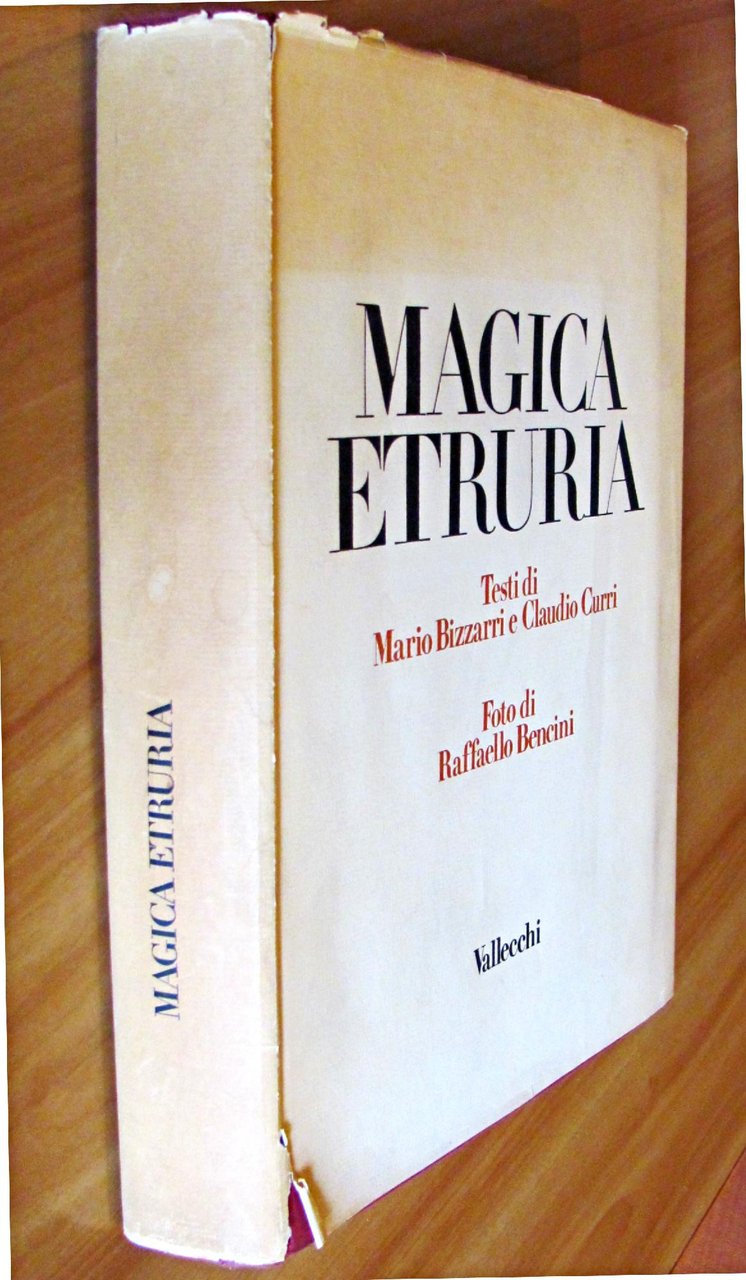 MAGICA
ETRURIA
Testi di
Mario Bizzarri e Claudio Curri
Foto di
Raffaello Bencini
Vallecchi
MAGICA ETRURIA